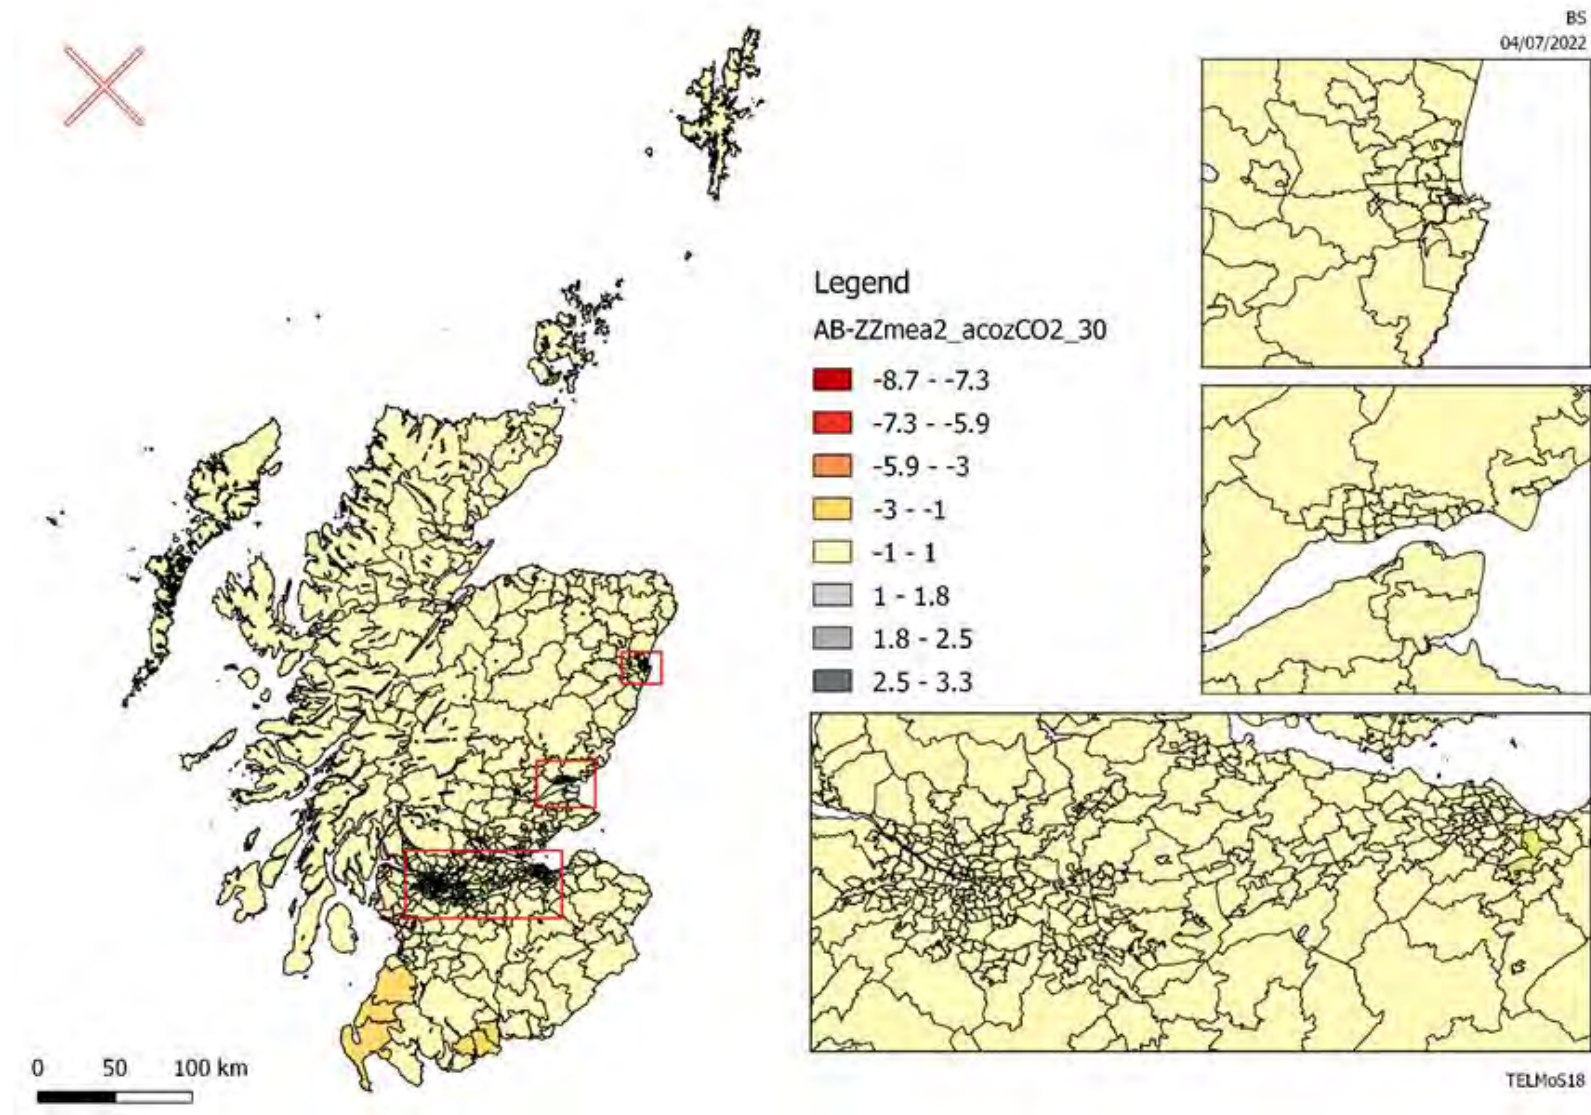 BS
04/07/2022
Legend
AB-ZZmea2_acozCO2_30
-8.7 - -7.3
-7.3 - -5.9
-5.9 - -3
-3 - -1
-1 - 1
1 - 1.8
1.8 - 2.5
2.5 - 3.3
0 50 100 km
TELMoS18